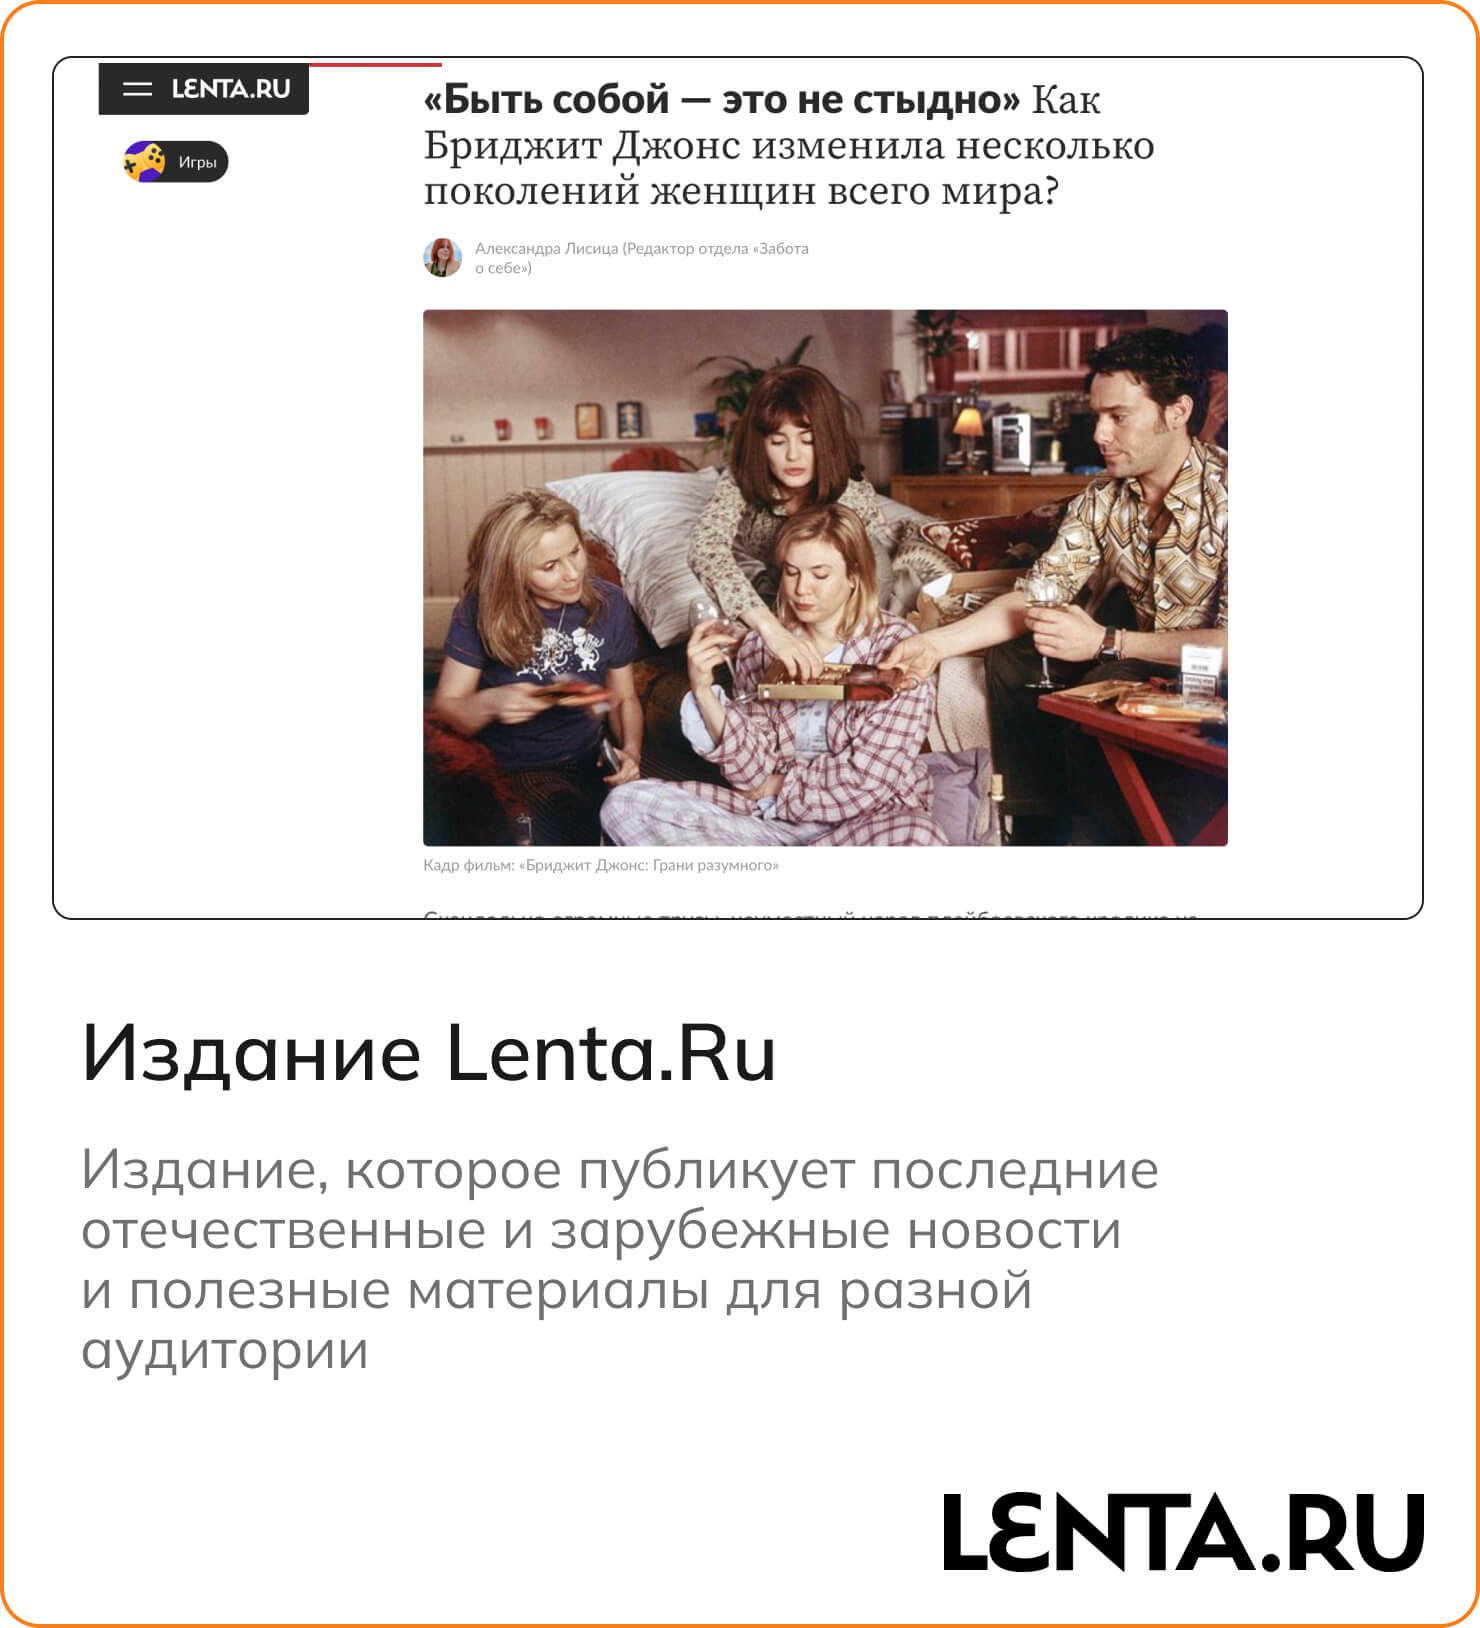 LENTA.RU
Игры
«Быть собой — это не стыдно» Как
Бриджит Джонс изменила несколько
поколений женщин всего мира?
Александра Лисица (Редактор отдела «Забота
о себе»)
Кадр фильм: «Бриджит Джонс: Грани разумного»
Издание Lenta.Ru
Издание, которое публикует последние
отечественные и зарубежные новости
и полезные материалы для разной
аудитории
LENTA.RU